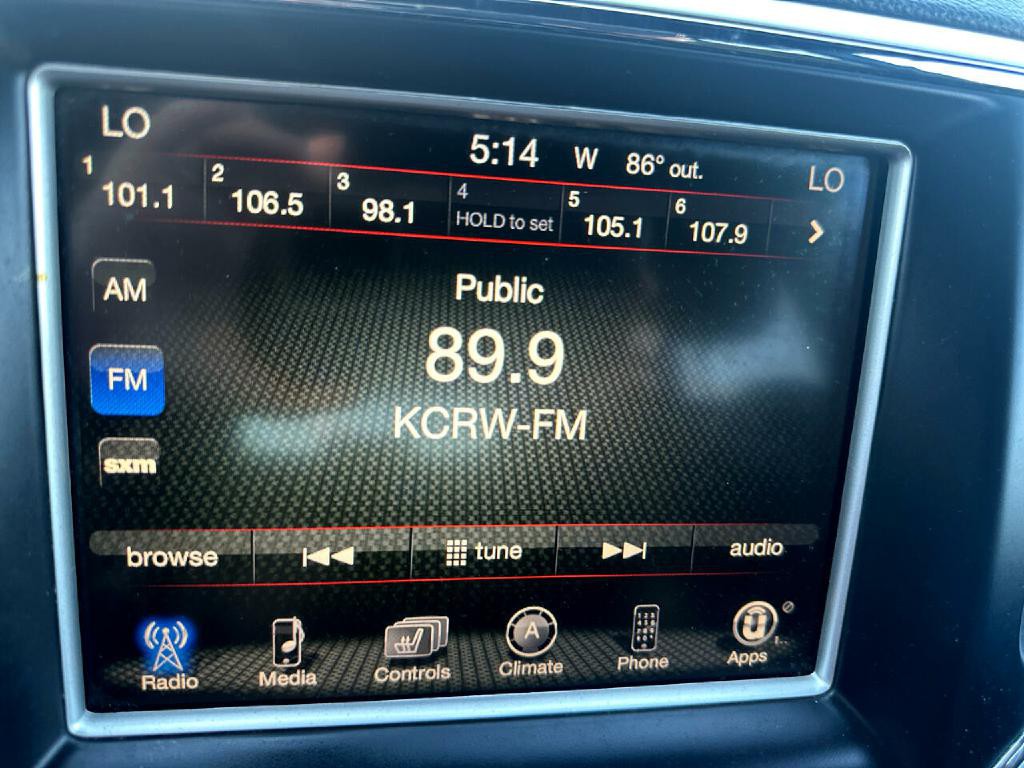 LO 5:14 W 86° out. LO
1 101.1 2 106.5 3 98.1 4 HOLD to set 5 105.1 6 107.9 >
AM
Public
89.9
FM
KCRW-FM
sxm
browse tune audio
Radio Media Controls A Climate Phone Apps